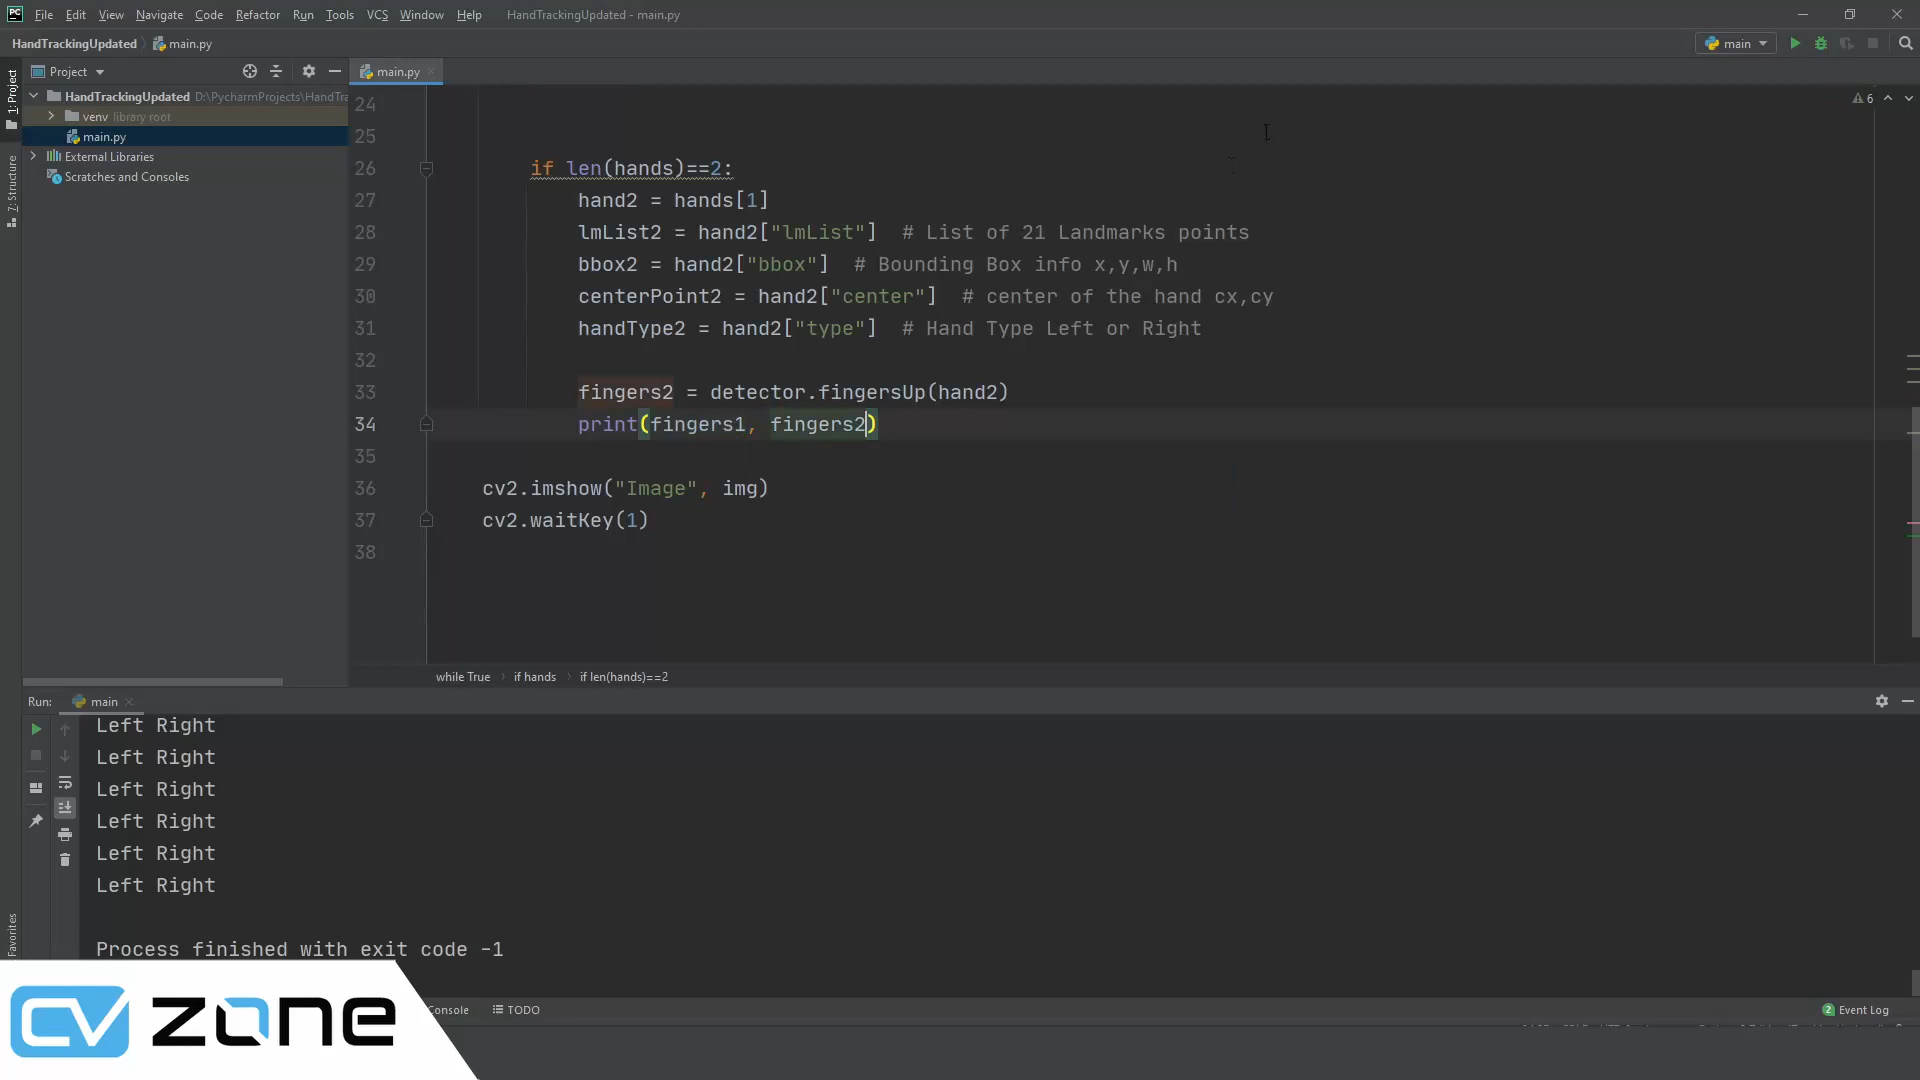 File Edit View Navigate Code Refactor Run Tools VCS Window Help HandTrackingUpdated - main.py
HandTrackingUpdated main.py
main
Project
main.py
1: Project
7: Structure
Favorites
HandTrackingUpdated D:\PycharmProjects\HandTra
venv library root
main.py
External Libraries
Scratches and Consoles
6
24
25
26 if len(hands)==2:
27 hand2 = hands[1]
28 lmList2 = hand2["lmList"] # List of 21 Landmarks points
29 bbox2 = hand2["bbox"] # Bounding Box info x,y,w,h
30 centerPoint2 = hand2["center"] # center of the hand cx,cy
31 handType2 = hand2["type"] # Hand Type Left or Right
32
33 fingers2 = detector.fingersUp(hand2)
34 print(fingers1, fingers2)
35
36 cv2.imshow("Image", img)
37 cv2.waitKey(1)
38
while True if hands if len(hands)==2
Run: main
Left Right
Left Right
Left Right
Left Right
Left Right
Left Right
Process finished with exit code -1
Console TODO
2 Event Log
CV ZONE